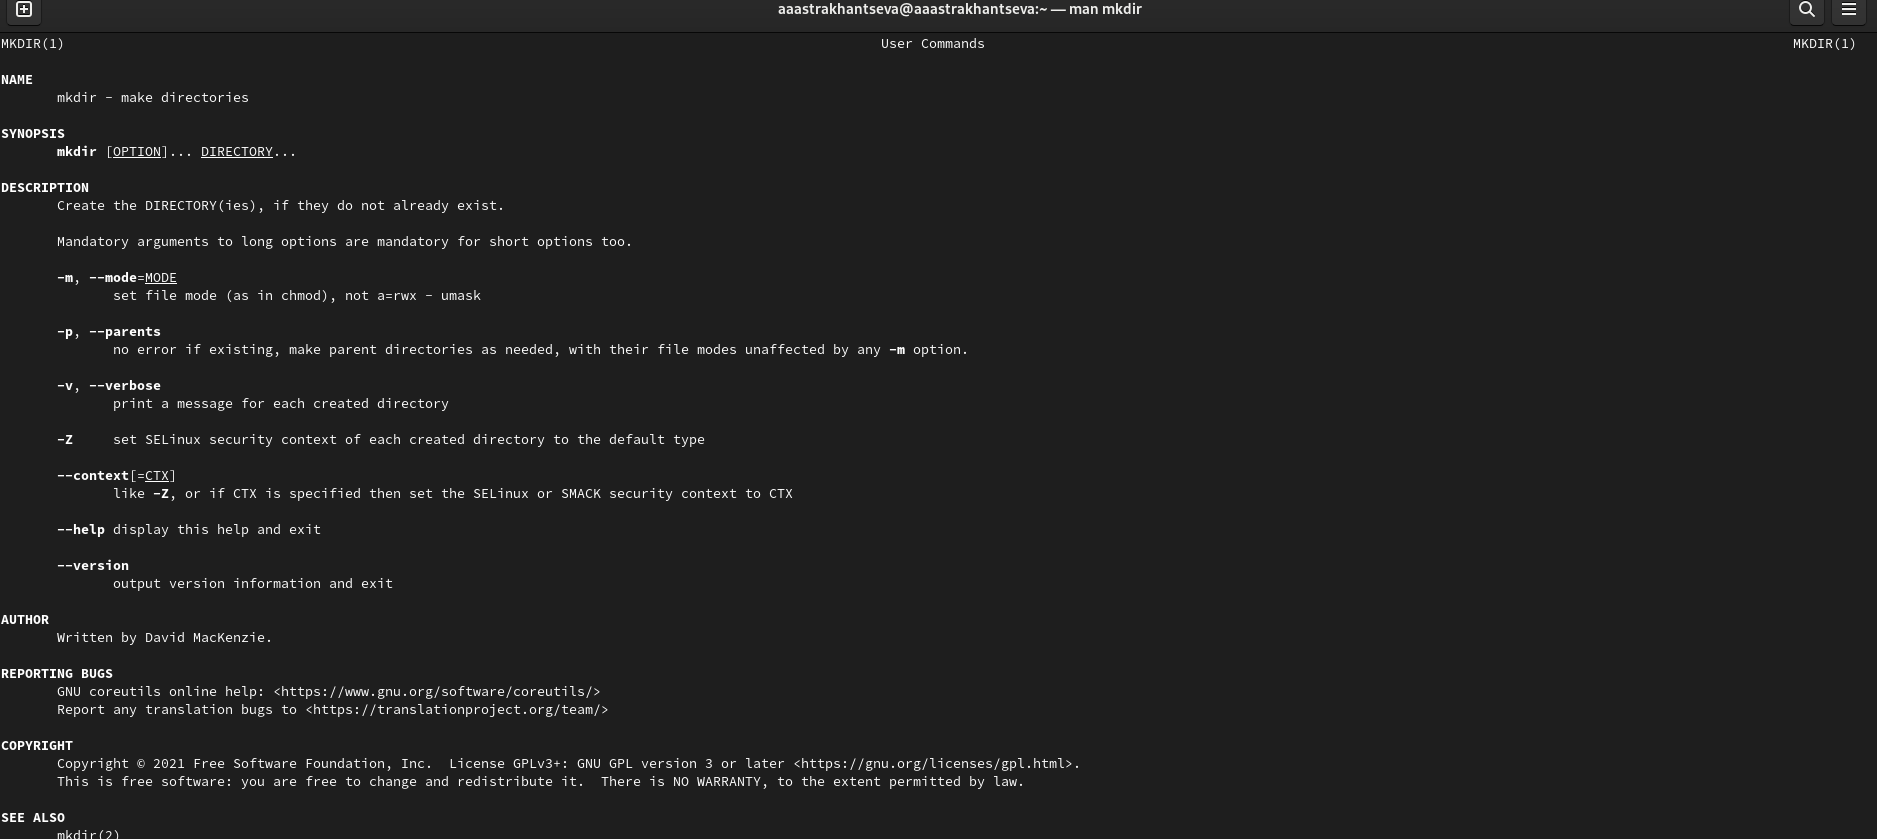 aaastrakhantseva@aaastrakhantseva:~ — man mkdir
MKDIR(1) User Commands MKDIR(1)
NAME
mkdir - make directories
SYNOPSIS
mkdir [OPTION]... DIRECTORY...
DESCRIPTION
Create the DIRECTORY(ies), if they do not already exist.
Mandatory arguments to long options are mandatory for short options too.
-m, --mode=MODE
set file mode (as in chmod), not a=rwx - umask
-p, --parents
no error if existing, make parent directories as needed, with their file modes unaffected by any -m option.
-v, --verbose
print a message for each created directory
-Z set SELinux security context of each created directory to the default type
--context[=CTX]
like -Z, or if CTX is specified then set the SELinux or SMACK security context to CTX
--help display this help and exit
--version
output version information and exit
AUTHOR
Written by David MacKenzie.
REPORTING BUGS
GNU coreutils online help: <https://www.gnu.org/software/coreutils/>
Report any translation bugs to <https://translationproject.org/team/>
COPYRIGHT
Copyright © 2021 Free Software Foundation, Inc. License GPLv3+: GNU GPL version 3 or later <https://gnu.org/licenses/gpl.html>.
This is free software: you are free to change and redistribute it. There is NO WARRANTY, to the extent permitted by law.
SEE ALSO
mkdir(2)